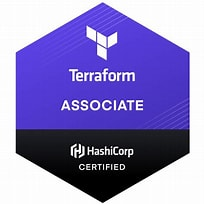 Terraform
ASSOCIATE
HashiCorp
CERTIFIED